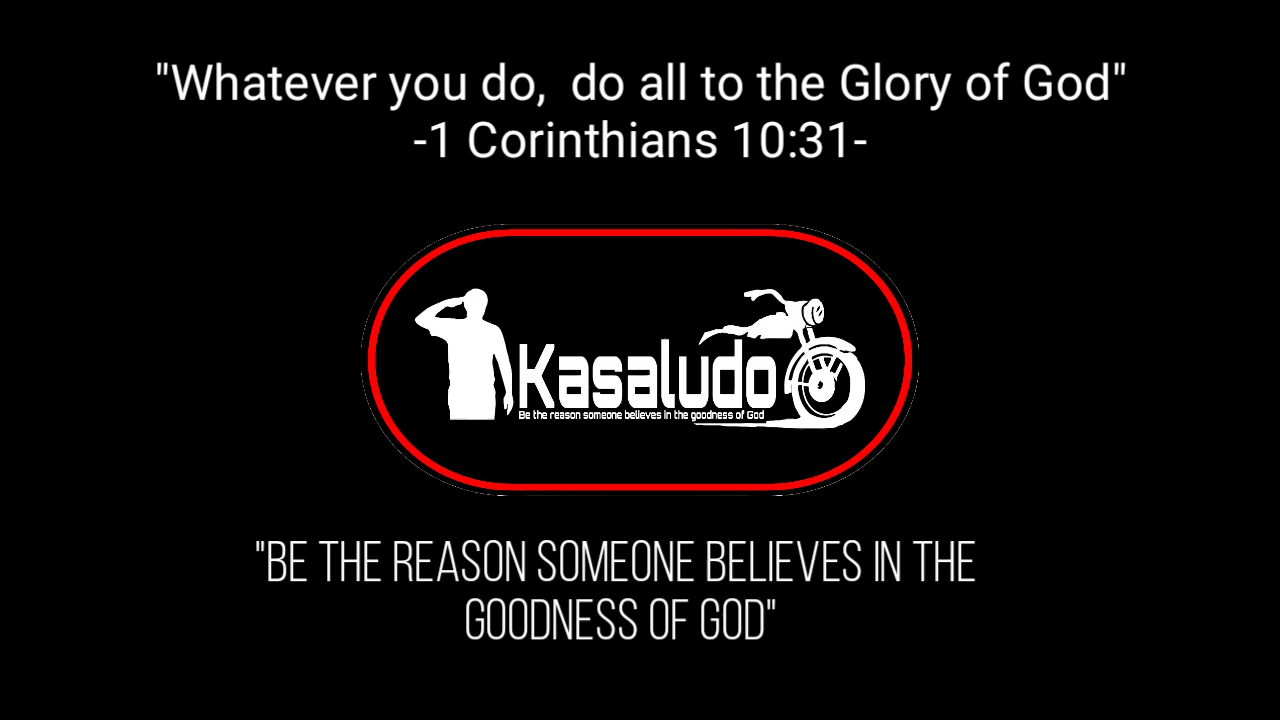 "Whatever you do,  do all to the Glory of God"
-1 Corinthians 10:31-
Kasaludo
Be the reason someone believes in the goodness of God
"BE THE REASON SOMEONE BELIEVES IN THE
GOODNESS OF GOD"